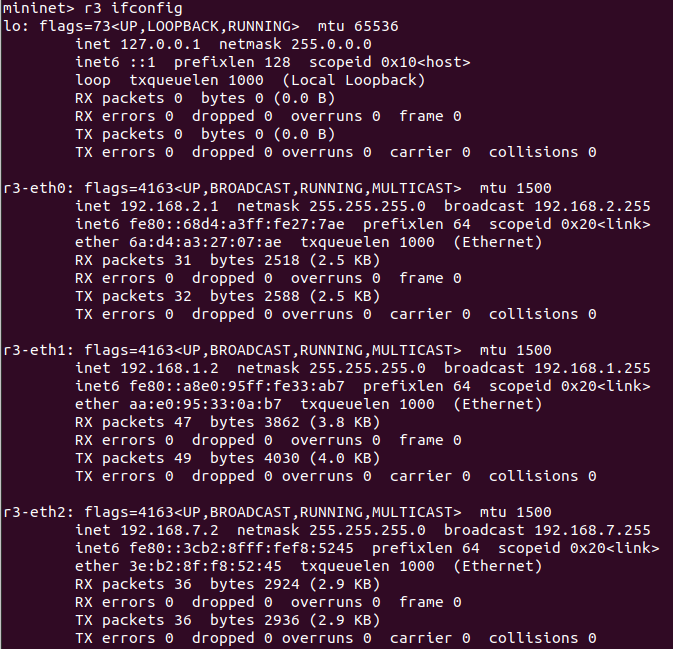 mininet> r3 ifconfig
lo: flags=73<UP,LOOPBACK,RUNNING>  mtu 65536
        inet 127.0.0.1  netmask 255.0.0.0
        inet6 ::1  prefixlen 128  scopeid 0x10<host>
        loop  txqueuelen 1000  (Local Loopback)
        RX packets 0  bytes 0 (0.0 B)
        RX errors 0  dropped 0  overruns 0  frame 0
        TX packets 0  bytes 0 (0.0 B)
        TX errors 0  dropped 0 overruns 0  carrier 0  collisions 0

r3-eth0: flags=4163<UP,BROADCAST,RUNNING,MULTICAST>  mtu 1500
        inet 192.168.2.1  netmask 255.255.255.0  broadcast 192.168.2.255
        inet6 fe80::68d4:a3ff:fe27:7ae  prefixlen 64  scopeid 0x20<link>
        ether 6a:d4:a3:27:07:ae  txqueuelen 1000  (Ethernet)
        RX packets 31  bytes 2518 (2.5 KB)
        RX errors 0  dropped 0  overruns 0  frame 0
        TX packets 32  bytes 2588 (2.5 KB)
        TX errors 0  dropped 0 overruns 0  carrier 0  collisions 0

r3-eth1: flags=4163<UP,BROADCAST,RUNNING,MULTICAST>  mtu 1500
        inet 192.168.1.2  netmask 255.255.255.0  broadcast 192.168.1.255
        inet6 fe80::a8e0:95ff:fe33:ab7  prefixlen 64  scopeid 0x20<link>
        ether aa:e0:95:33:0a:b7  txqueuelen 1000  (Ethernet)
        RX packets 47  bytes 3862 (3.8 KB)
        RX errors 0  dropped 0  overruns 0  frame 0
        TX packets 49  bytes 4030 (4.0 KB)
        TX errors 0  dropped 0 overruns 0  carrier 0  collisions 0

r3-eth2: flags=4163<UP,BROADCAST,RUNNING,MULTICAST>  mtu 1500
        inet 192.168.7.2  netmask 255.255.255.0  broadcast 192.168.7.255
        inet6 fe80::3cb2:8fff:fef8:5245  prefixlen 64  scopeid 0x20<link>
        ether 3e:b2:8f:f8:52:45  txqueuelen 1000  (Ethernet)
        RX packets 36  bytes 2924 (2.9 KB)
        RX errors 0  dropped 0  overruns 0  frame 0
        TX packets 36  bytes 2936 (2.9 KB)
        TX errors 0  dropped 0 overruns 0  carrier 0  collisions 0